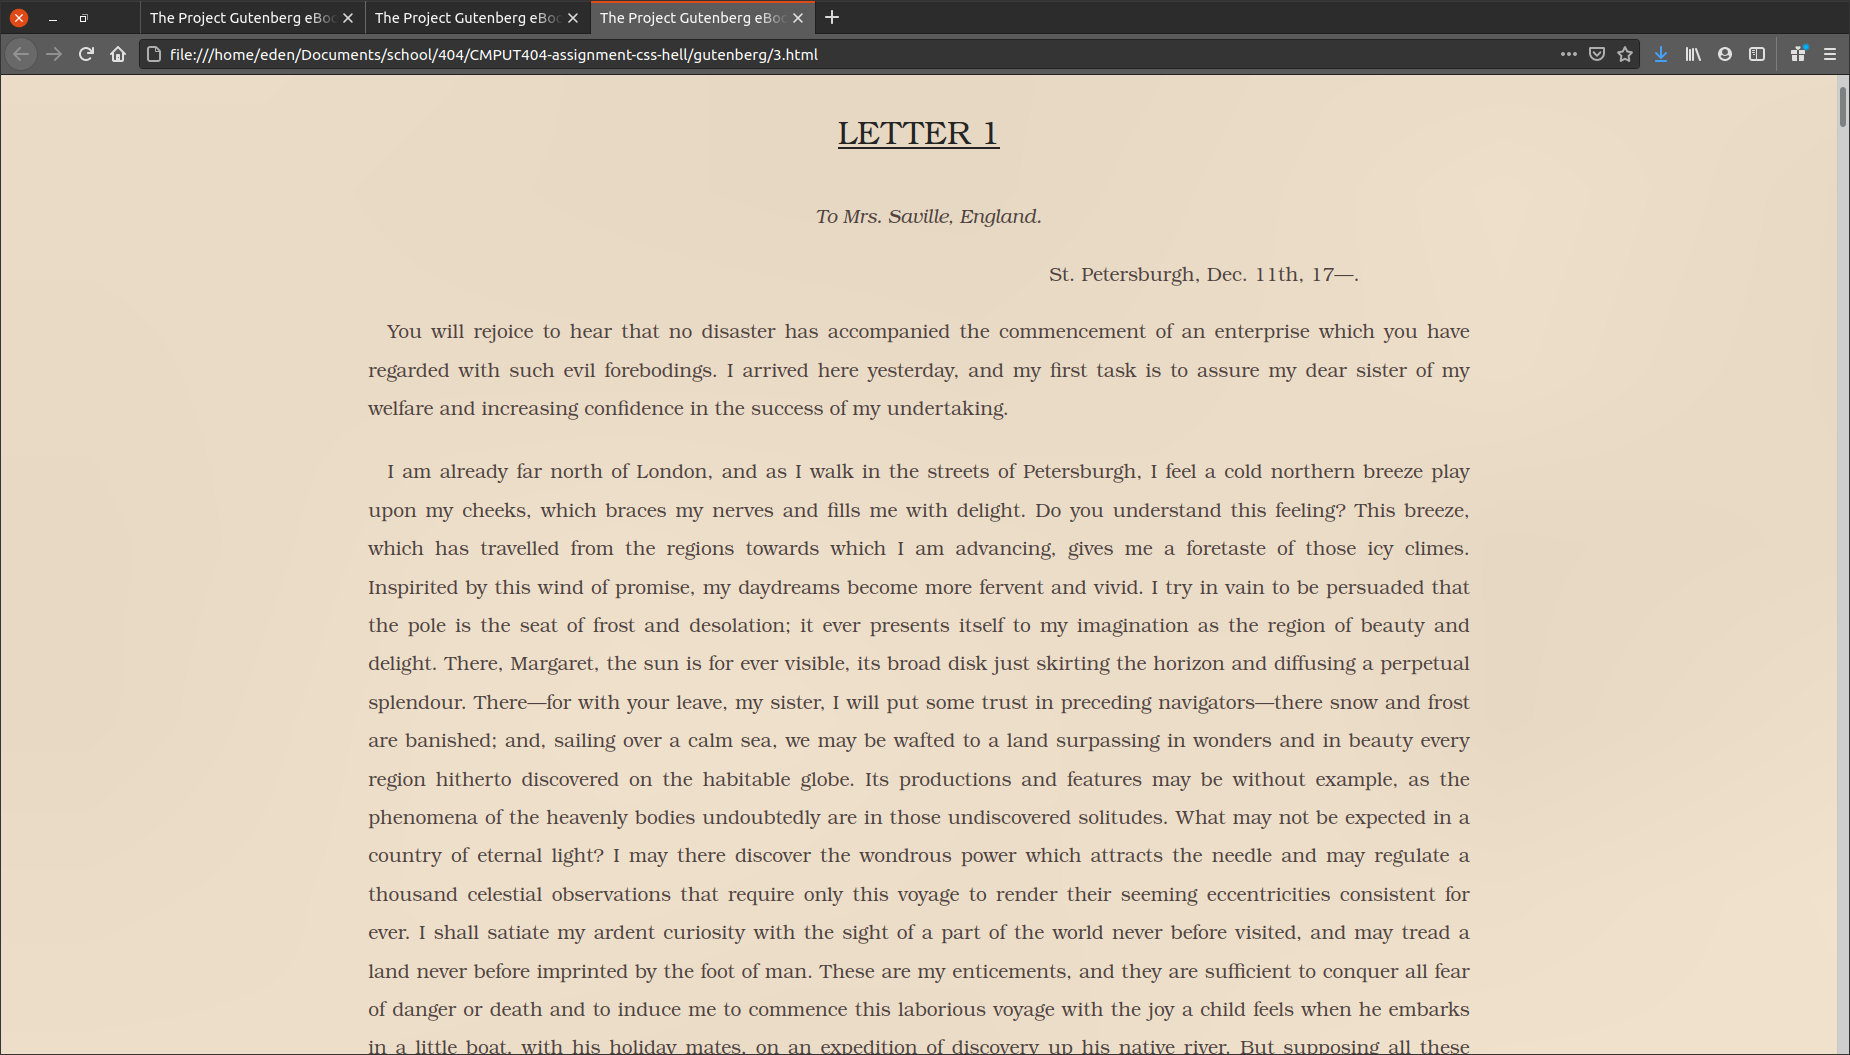 The Project Gutenberg eBoo
The Project Gutenberg eBoo
The Project Gutenberg eBoo
file:///home/eden/Documents/school/404/CMPUT404-assignment-css-hell/gutenberg/3.html
LETTER 1
To Mrs. Saville, England.
St. Petersburgh, Dec. 11th, 17—.
You will rejoice to hear that no disaster has accompanied the commencement of an enterprise which you have
regarded with such evil forebodings. I arrived here yesterday, and my first task is to assure my dear sister of my
welfare and increasing confidence in the success of my undertaking.
I am already far north of London, and as I walk in the streets of Petersburgh, I feel a cold northern breeze play
upon my cheeks, which braces my nerves and fills me with delight. Do you understand this feeling? This breeze,
which has travelled from the regions towards which I am advancing, gives me a foretaste of those icy climes.
Inspirited by this wind of promise, my daydreams become more fervent and vivid. I try in vain to be persuaded that
the pole is the seat of frost and desolation; it ever presents itself to my imagination as the region of beauty and
delight. There, Margaret, the sun is for ever visible, its broad disk just skirting the horizon and diffusing a perpetual
splendour. There—for with your leave, my sister, I will put some trust in preceding navigators—there snow and frost
are banished; and, sailing over a calm sea, we may be wafted to a land surpassing in wonders and in beauty every
region hitherto discovered on the habitable globe. Its productions and features may be without example, as the
phenomena of the heavenly bodies undoubtedly are in those undiscovered solitudes. What may not be expected in a
country of eternal light? I may there discover the wondrous power which attracts the needle and may regulate a
thousand celestial observations that require only this voyage to render their seeming eccentricities consistent for
ever. I shall satiate my ardent curiosity with the sight of a part of the world never before visited, and may tread a
land never before imprinted by the foot of man. These are my enticements, and they are sufficient to conquer all fear
of danger or death and to induce me to commence this laborious voyage with the joy a child feels when he embarks
in a little boat, with his holiday mates, on an expedition of discovery up his native river. But supposing all these